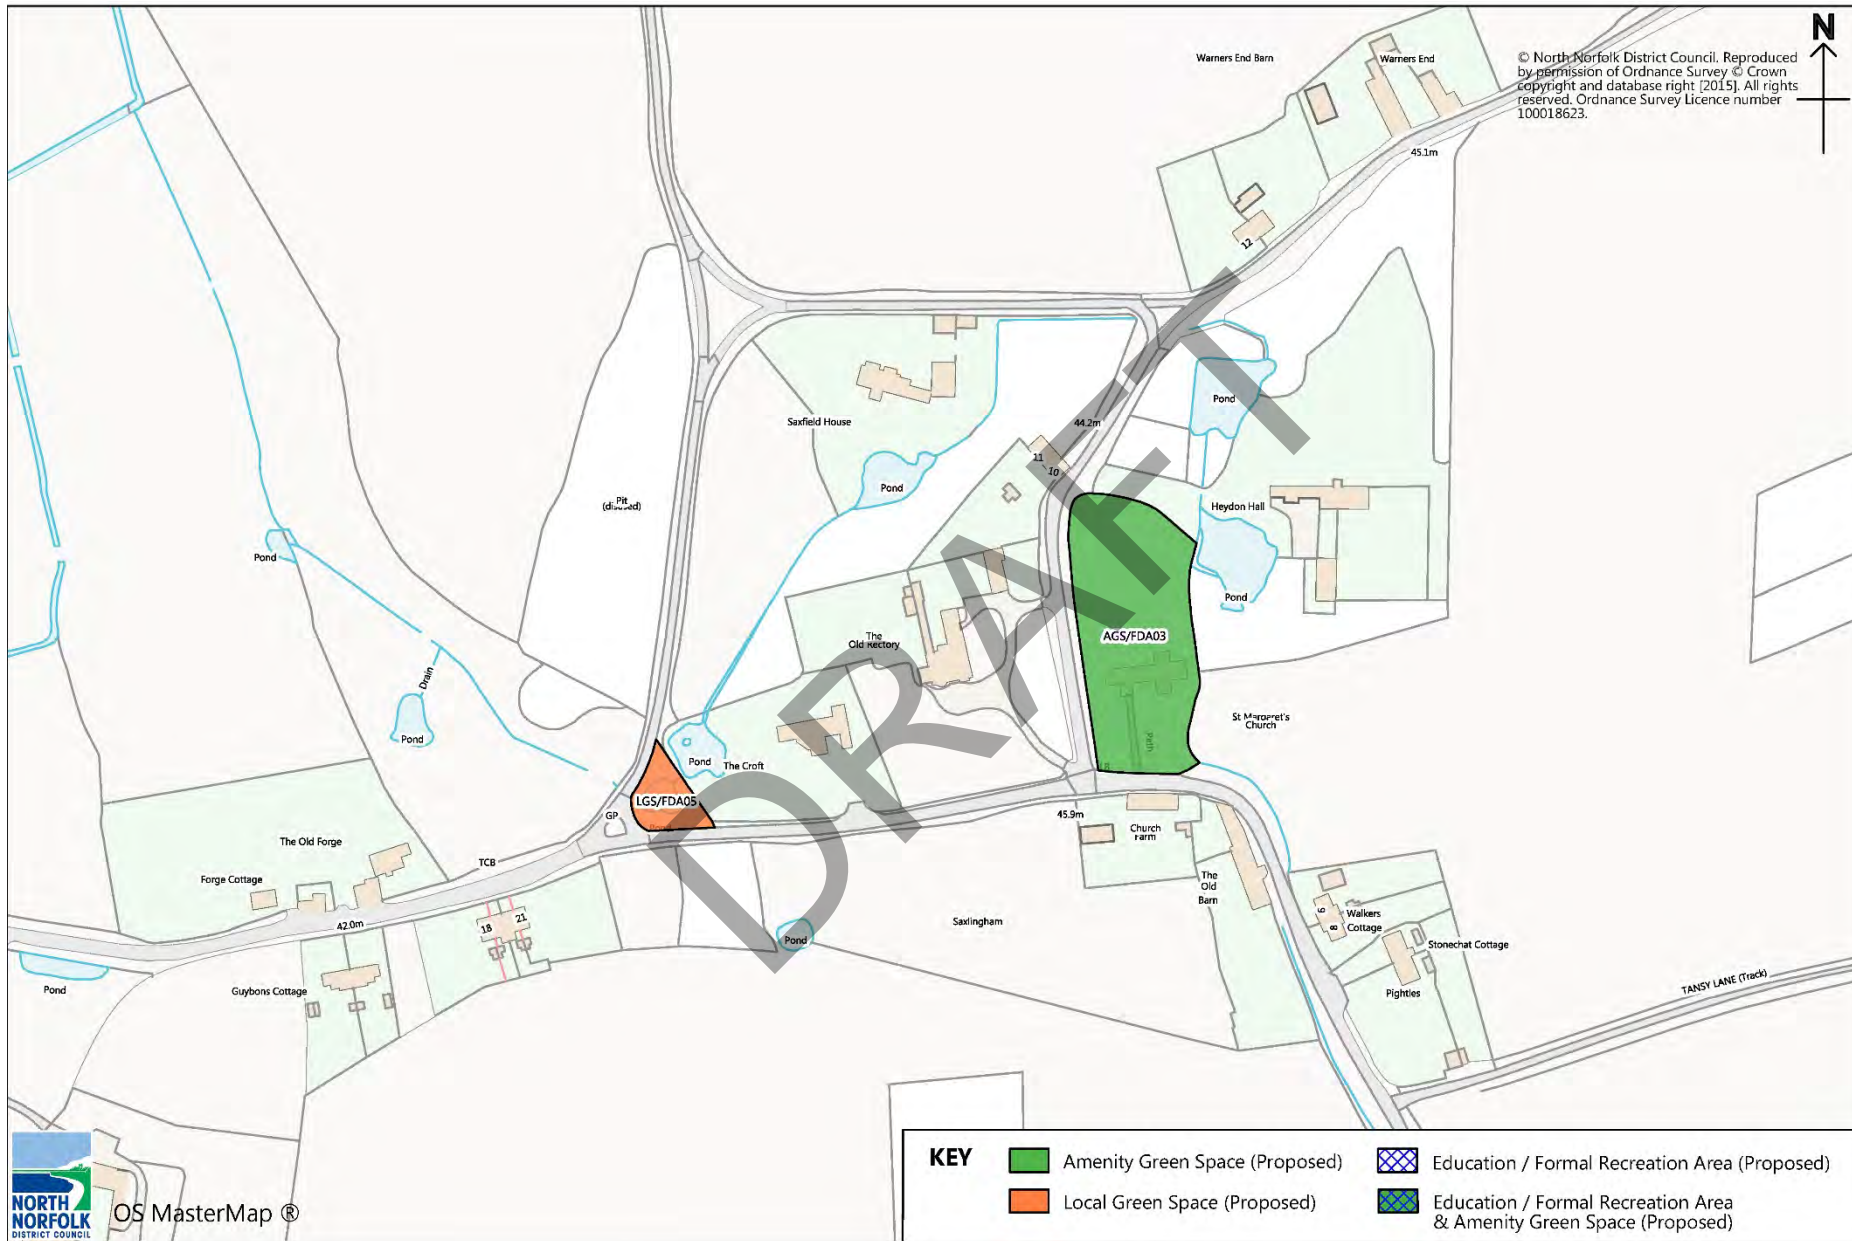 N
© North Norfolk District Council. Reproduced
by permission of Ordnance Survey © Crown
copyright and database right [2015]. All rights
reserved. Ordnance Survey Licence number
100018623.
Warners End Barn
Warners End
45.1m
12
Pond
Saxfield House
44.2m
11
10
Pond
Pit
(disused)
Heydon Hall
Pond
Pond
AGS/FDA03
The
Old Rectory
Drain
Pond
St Margaret's
Church
Path
Pond
The Croft
LGS/FDA05
GP
45.9m
Church
Farm
The Old Forge
TCB
Forge Cottage
The
Old
Barn
18
21
42.0m
Saxlingham
6
8
Walkers
Cottage
Pond
Stonechat Cottage
Pond
Guybons Cottage
Pightles
TANSY LANE (Track)
DRAFT
KEY
Amenity Green Space (Proposed)
Local Green Space (Proposed)
Education / Formal Recreation Area (Proposed)
Education / Formal Recreation Area
& Amenity Green Space (Proposed)
NORTH
NORFOLK
DISTRICT COUNCIL
OS MasterMap ®